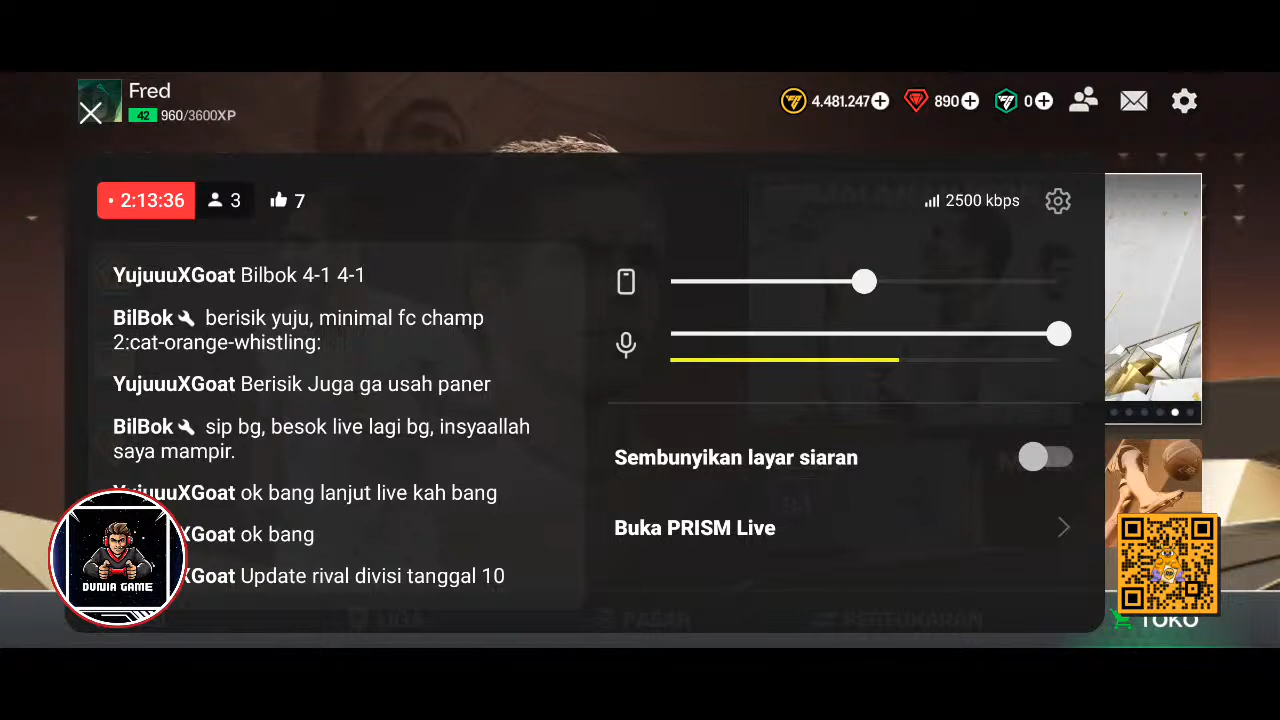 Fred
42 960/3600XP
4.481.247
890
0
2:13:36
3
7
2500 kbps
YujuuuXGoat Bilbok 4-1 4-1
BilBok berisik yuju, minimal fc champ
2:cat-orange-whistling:
YujuuuXGoat Berisik Juga ga usah paner
BilBok sip bg, besok live lagi bg, insyaallah
saya mampir.
YujuuuXGoat ok bang lanjut live kah bang
XGoat ok bang
XGoat Update rival divisi tanggal 10
Sembunyikan layar siaran
Buka PRISM Live
DUNIA GAME
PASAR
PERTUKARAN
TOKO